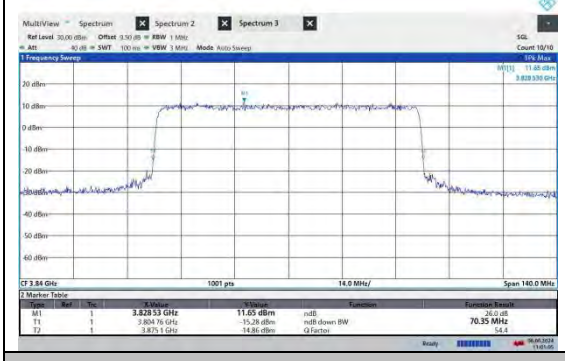 MultiView Spectrum Spectrum 2 Spectrum 3
Ref Level 30.00 dBm Offset 9.50 dB RBW 1 MHz SGL
Att 40 dB SWT 100 ms VBW 3 MHz Mode Auto Sweep Count 10/10
1 Frequency Sweep 1Pk Max
M1[1] 11.65 dBm
3.828 530 GHz
20 dBm
M1
10 dBm
0 dBm
-10 dBm
-20 dBm
-40 dBm
-50 dBm
-60 dBm
CF 3.84 GHz 1001 pts 14.0 MHz/ Span 140.0 MHz
2 Marker Table
Type Ref Trc X-Value Y-Value Function Function Result
M1 1 3.828 53 GHz 11.65 dBm ndB 26.0 dB
T1 1 3.804 76 GHz -15.28 dBm ndB down BW 70.35 MHz
T2 1 3.875 1 GHz -14.86 dBm Q Factor 54.4
Ready
11:01:05